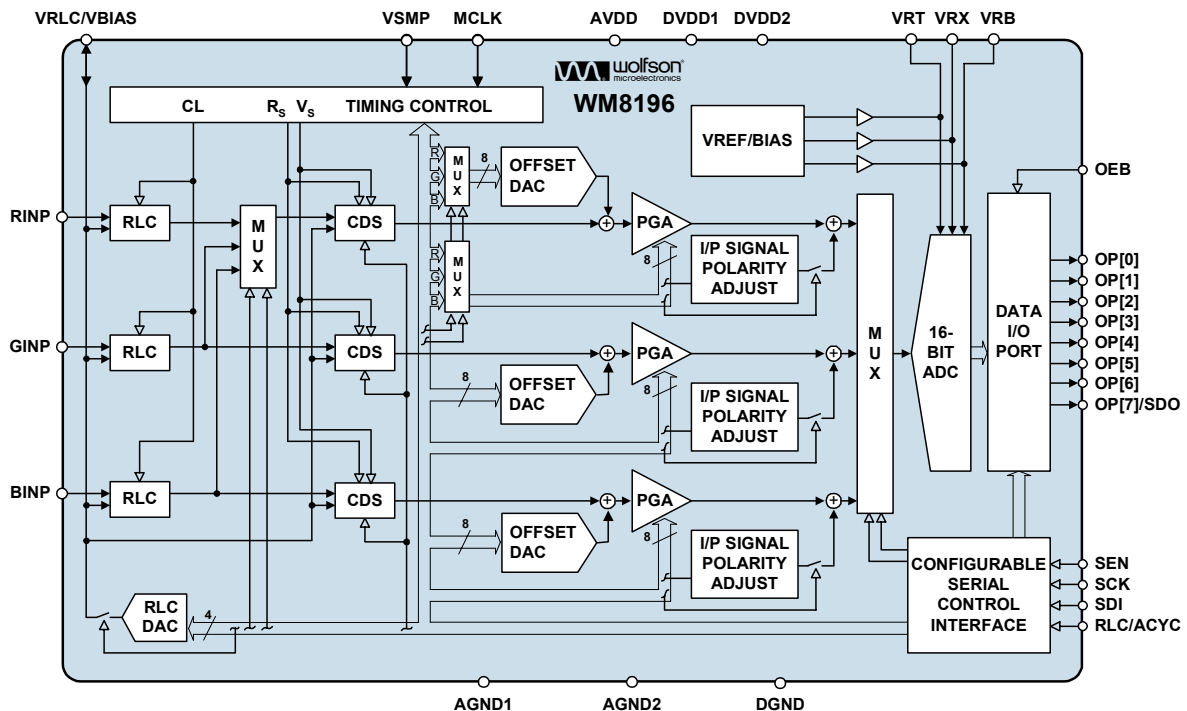 VRLC/VBIAS VSMP MCLK AVDD DVDD1 DVDD2 VRT VRX VRB
wolfson
microelectronics
WM8196
CL RS VS TIMING CONTROL
VREF/BIAS
OEB
R
G
B
MUX
8
OFFSET
DAC
RINP
RLC
MUX
CDS
+
PGA
+
R
G
B
MUX
8
I/P SIGNAL
POLARITY
ADJUST
MUX
16-
BIT
ADC
DATA
I/O
PORT
OP[0]
OP[1]
OP[2]
OP[3]
OP[4]
OP[5]
OP[6]
OP[7]/SDO
GINP
RLC
CDS
+
PGA
+
8
OFFSET
DAC
8
I/P SIGNAL
POLARITY
ADJUST
BINP
RLC
CDS
+
PGA
+
8
OFFSET
DAC
8
I/P SIGNAL
POLARITY
ADJUST
CONFIGURABLE
SERIAL
CONTROL
INTERFACE
SEN
SCK
SDI
RLC/ACYC
RLC
DAC
4
AGND1 AGND2 DGND